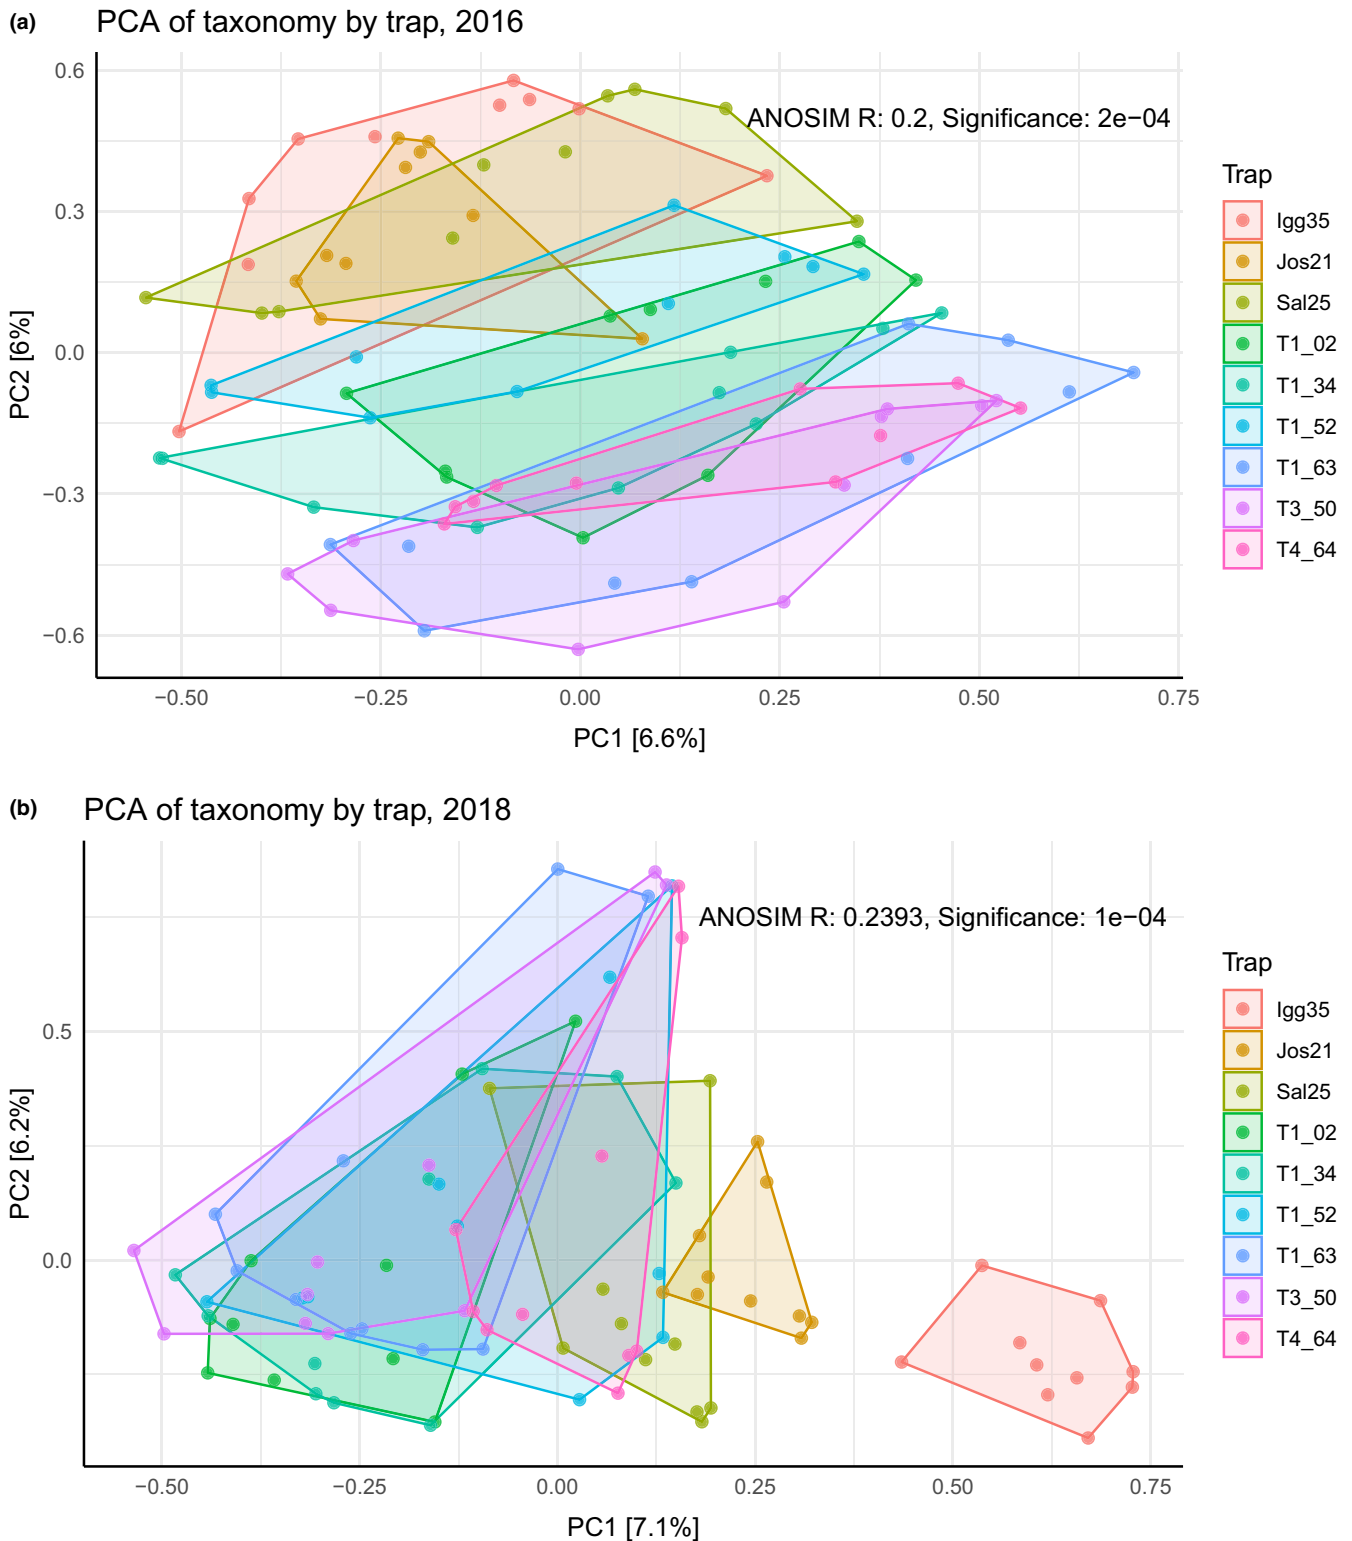 (a) PCA of taxonomy by trap, 2016
ANOSIM R: 0.2, Significance: 2e−04
PC2 [6%]
0.6
0.3
0.0
−0.3
−0.6
−0.50 −0.25 0.00 0.25 0.50 0.75
PC1 [6.6%]
Trap
Igg35
Jos21
Sal25
T1_02
T1_34
T1_52
T1_63
T3_50
T4_64
(b) PCA of taxonomy by trap, 2018
ANOSIM R: 0.2393, Significance: 1e−04
PC2 [6.2%]
0.5
0.0
−0.50 −0.25 0.00 0.25 0.50 0.75
PC1 [7.1%]
Trap
Igg35
Jos21
Sal25
T1_02
T1_34
T1_52
T1_63
T3_50
T4_64